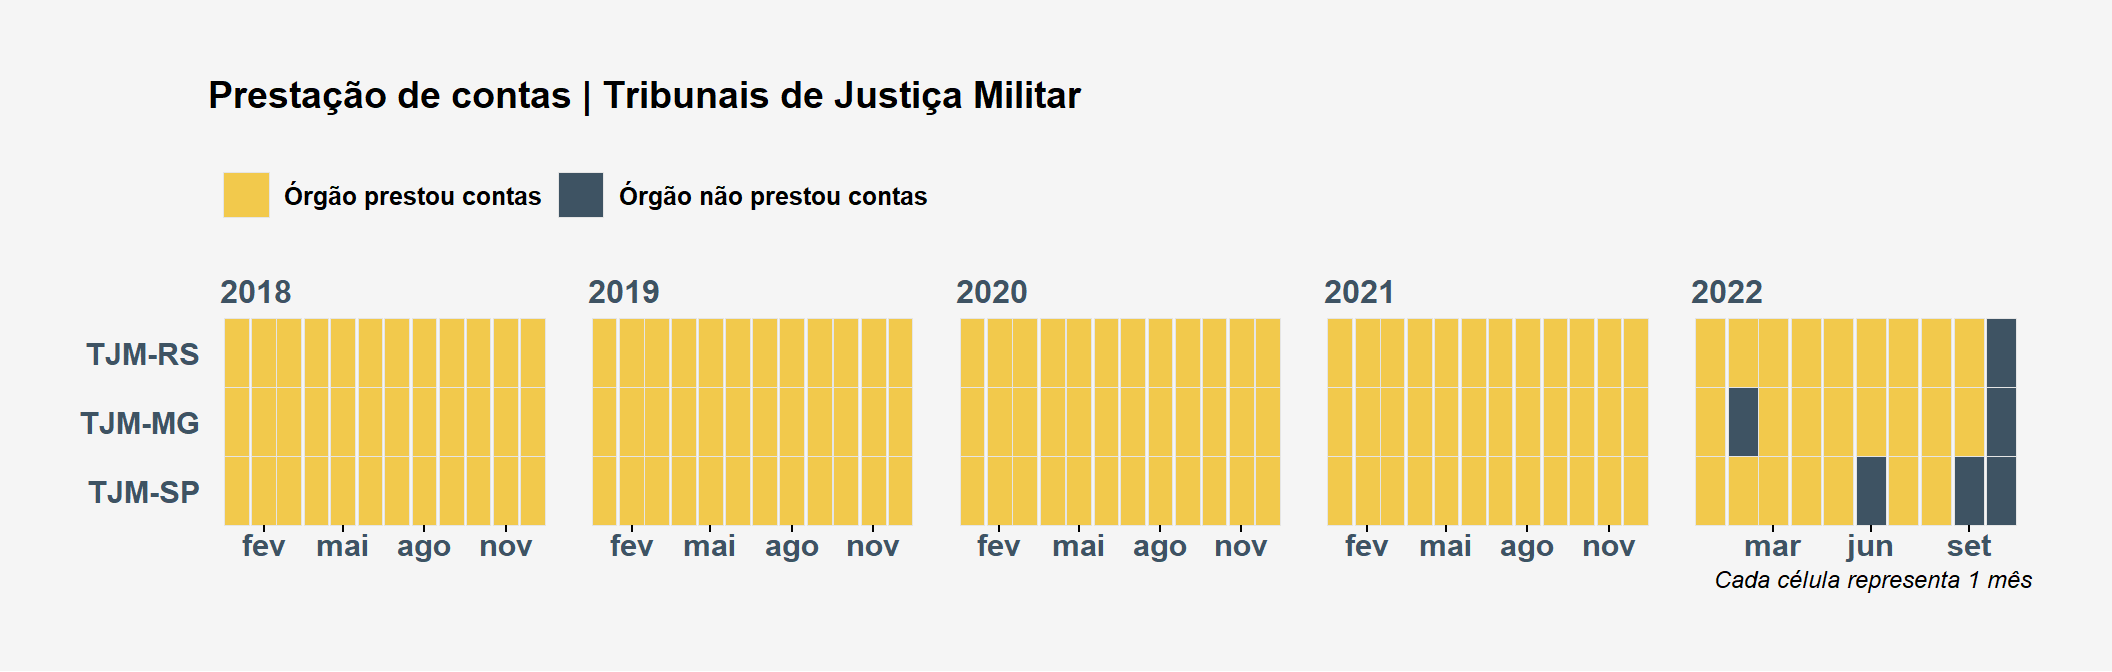 Prestação de contas | Tribunais de Justiça Militar
Órgão prestou contas Órgão não prestou contas
2018 2019 2020 2021 2022
TJM-RS
TJM-MG
TJM-SP
fev mai ago nov fev mai ago nov fev mai ago nov fev mai ago nov mar jun set
Cada célula representa 1 mês